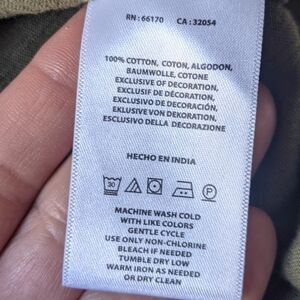 RN: 66170 CA: 32054
100% COTTON, COTON, ALGODON,
BAUMWOLLE, COTONE
EXCLUSIVE OF DECORATION,
EXCLUSIF DE DÉCORATION,
EXCLUSIVO DE DECORACIÓN,
EXKLUSIVE VON DEKORATION,
ESCLUSIVO DELLA DECORAZIONE
HECHO EN INDIA
30 P
MACHINE WASH COLD
WITH LIKE COLORS
GENTLE CYCLE
USE ONLY NON-CHLORINE
BLEACH IF NEEDED
TUMBLE DRY LOW
WARM IRON AS NEEDED
OR DRY CLEAN